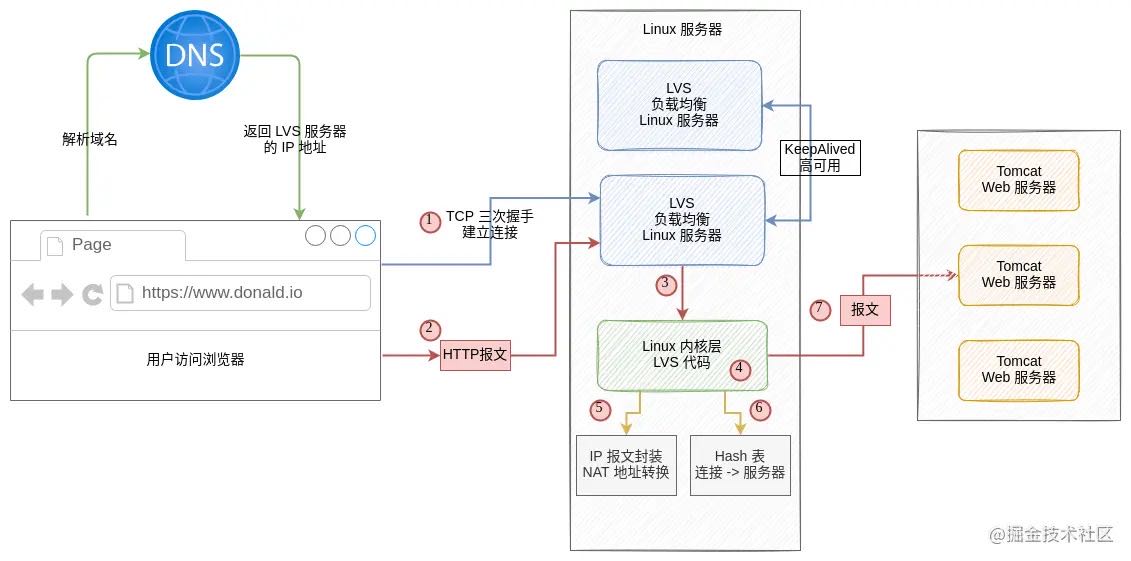 DNS
解析域名
返回 LVS 服务器
的 IP 地址
Page
https://www.donald.io
用户访问浏览器
1
TCP 三次握手
建立连接
2
HTTP报文
Linux 服务器
LVS
负载均衡
Linux 服务器
KeepAlived
高可用
LVS
负载均衡
Linux 服务器
3
Linux 内核层
LVS 代码
4
5
6
IP 报文封装
NAT 地址转换
Hash 表
连接 -> 服务器
7
报文
Tomcat
Web 服务器
Tomcat
Web 服务器
Tomcat
Web 服务器
@掘金技术社区